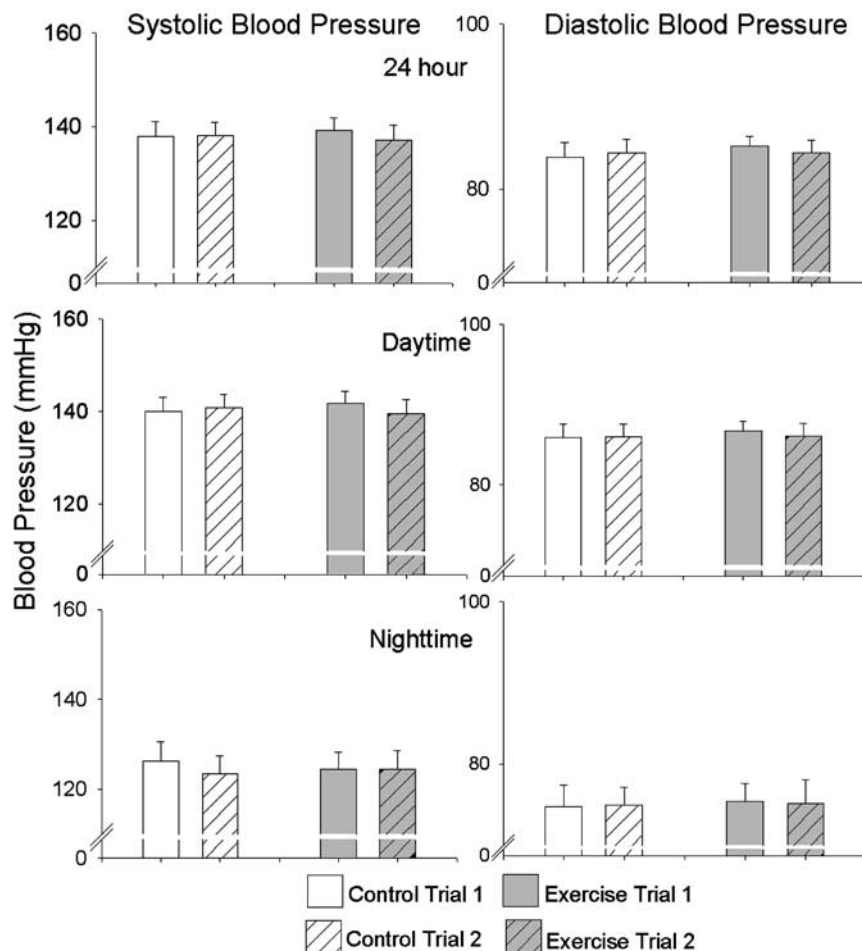 Systolic Blood Pressure
Diastolic Blood Pressure
24 hour
160
140
120
0
100
80
0
Daytime
160
140
120
0
100
80
0
Nighttime
160
140
120
0
100
80
0
Blood Pressure (mmHg)
Control Trial 1
Exercise Trial 1
Control Trial 2
Exercise Trial 2